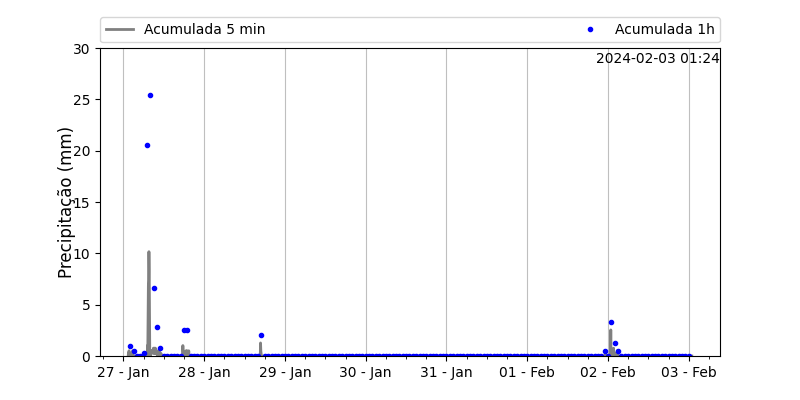 Acumulada 5 min Acumulada 1h
2024-02-03 01:24
Precipitação (mm)
30
25
20
15
10
5
0
27 - Jan 28 - Jan 29 - Jan 30 - Jan 31 - Jan 01 - Feb 02 - Feb 03 - Feb